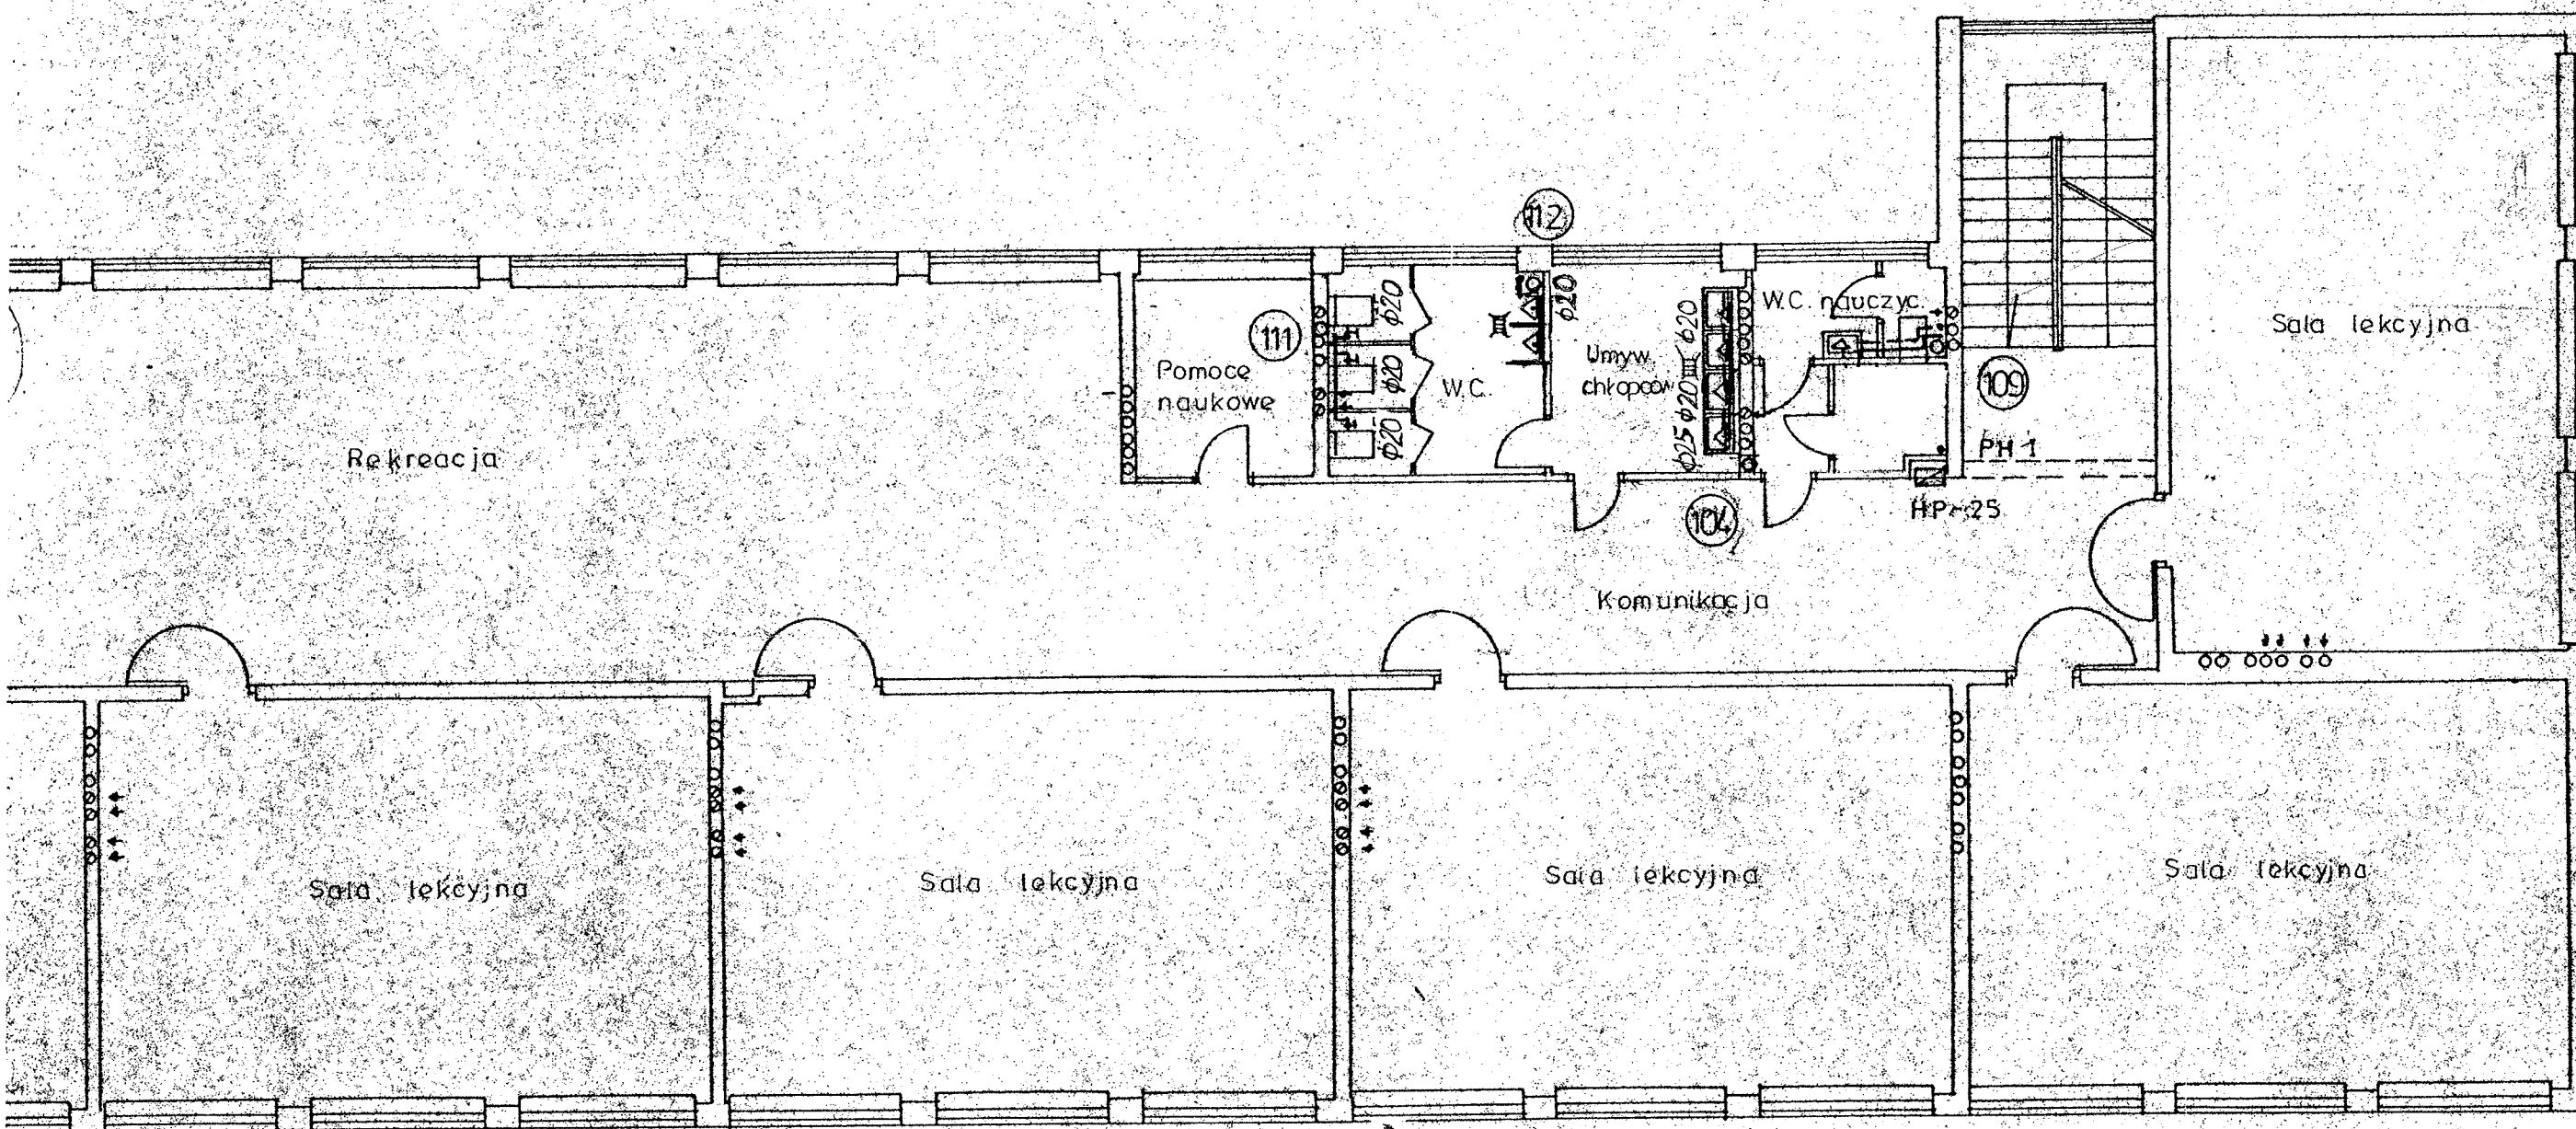 112
W.C. nauczyc.
Sala lekcyjna
111
ϕ20
ϕ20
ϕ20
Pomoce
naukowe
ϕ20
ϕ20
W.C.
Umyw.
chłopców
ϕ20
ϕ25
109
Rekreacja
PH 1
104
HP-25
Komunikacja
Sala lekcyjna
Sala lekcyjna
Sala lekcyjna
Sala lekcyjna